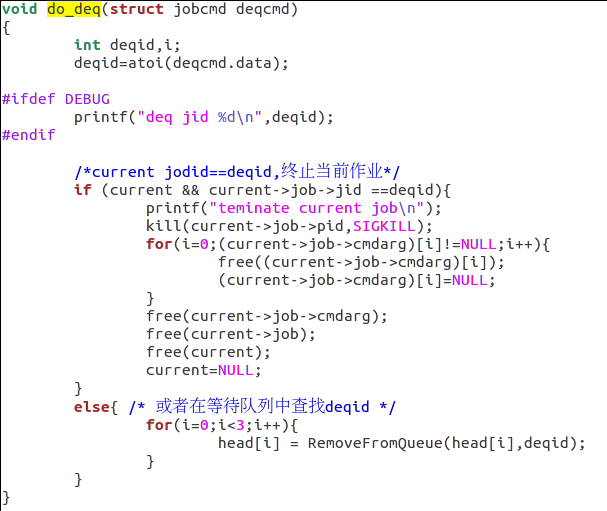 void do_deq(struct jobcmd deqcmd)
{
        int deqid,i;
        deqid=atoi(deqcmd.data);

#ifdef DEBUG
        printf("deq jid %d\n",deqid);
#endif

        /*current jodid==deqid,终止当前作业*/
        if (current && current->job->jid ==deqid){
                printf("teminate current job\n");
                kill(current->job->pid,SIGKILL);
                for(i=0;(current->job->cmdarg)[i]!=NULL;i++){
                        free((current->job->cmdarg)[i]);
                        (current->job->cmdarg)[i]=NULL;
                }
                free(current->job->cmdarg);
                free(current->job);
                free(current);
                current=NULL;
        }
        else{ /* 或者在等待队列中查找deqid */
                for(i=0;i<3;i++){
                        head[i] = RemoveFromQueue(head[i],deqid);
                }
        }
}